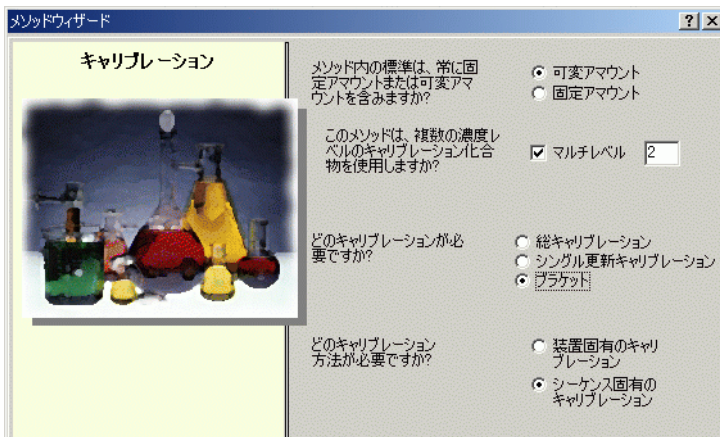 メソッドウィザード
キャリブレーション
メソッド内の標準は、常に固
定アマウントまたは可変アマ
ウントを含みますか?
可変アマウント
固定アマウント
このメソッドは、複数の濃度レ
ベルのキャリブレーション化合
物を使用しますか?
マルチレベル 2
どのキャリブレーションが必
要ですか?
総キャリブレーション
シングル更新キャリブレーション
ブラケット
どのキャリブレーション
方法が必要ですか?
装置固有のキャリ
ブレーション
シーケンス固有の
キャリブレーション